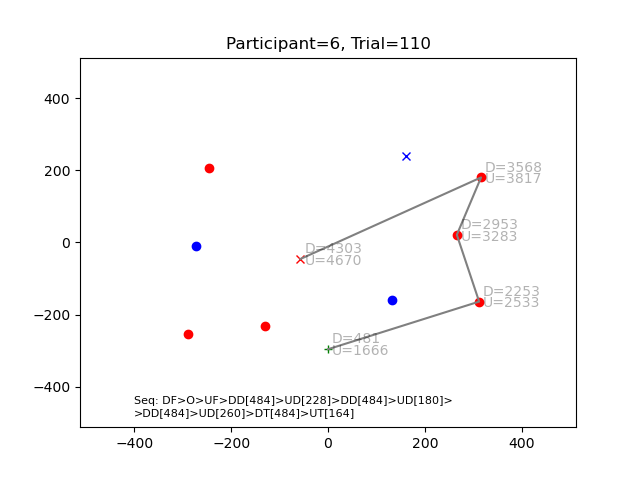 Participant=6, Trial=110
400
200
0
−200
−400
−400
−200
0
200
400
D=3568
U=3817
D=2953
U=3283
D=4303
U=4670
D=2253
U=2533
D=481
U=1666
Seq: DF>O>UF>DD[484]>UD[228]>DD[484]>UD[180]>
>DD[484]>UD[260]>DT[484]>UT[164]